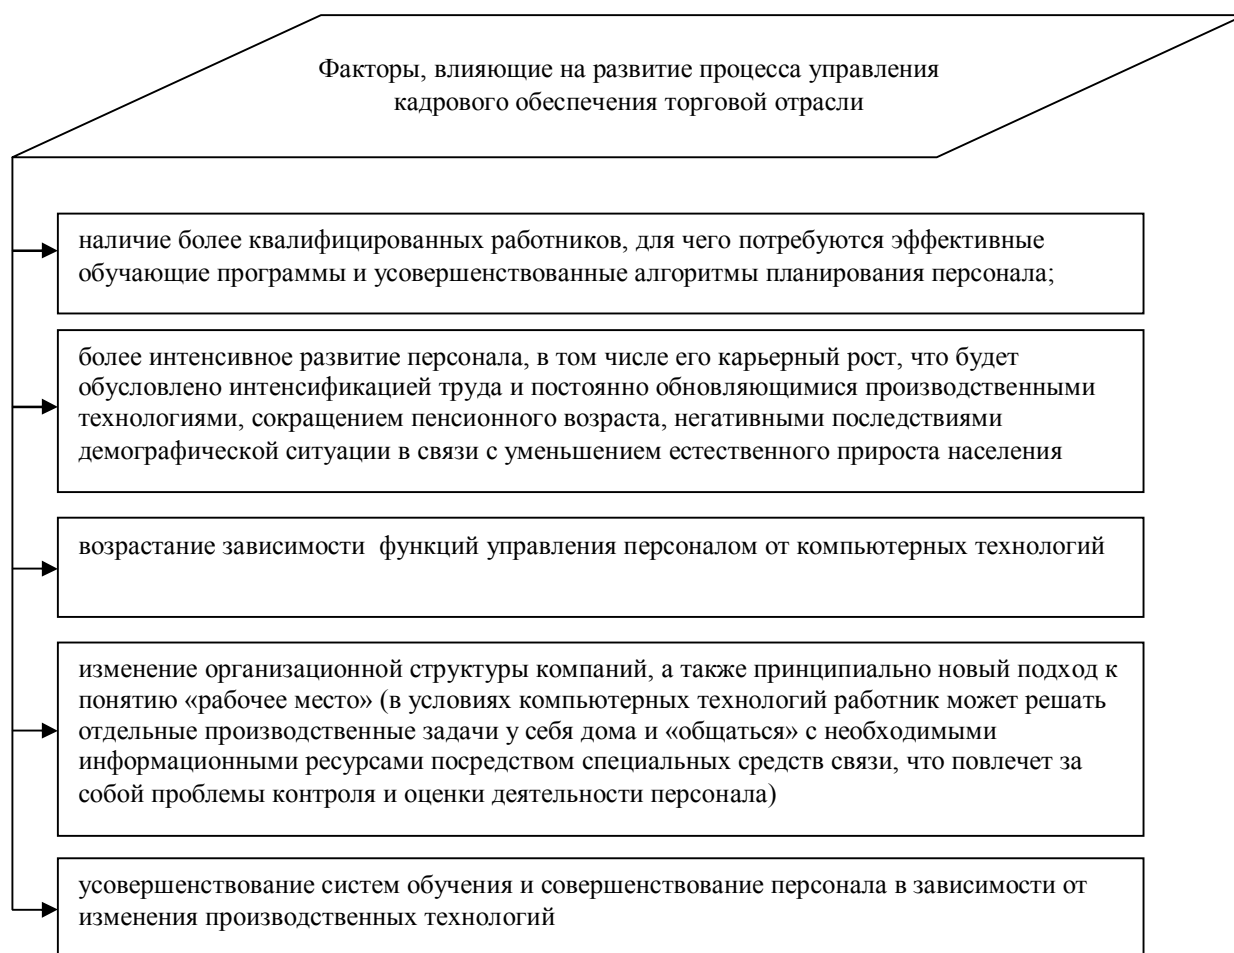 Факторы, влияющие на развитие процесса управления
кадрового обеспечения торговой отрасли
наличие более квалифицированных работников, для чего потребуются эффективные
обучающие программы и усовершенствованные алгоритмы планирования персонала;
более интенсивное развитие персонала, в том числе его карьерный рост, что будет
обусловлено интенсификацией труда и постоянно обновляющимися производственными
технологиями, сокращением пенсионного возраста, негативными последствиями
демографической ситуации в связи с уменьшением естественного прироста населения
возрастание зависимости функций управления персоналом от компьютерных технологий
изменение организационной структуры компаний, а также принципиально новый подход к
понятию «рабочее место» (в условиях компьютерных технологий работник может решать
отдельные производственные задачи у себя дома и «общаться» с необходимыми
информационными ресурсами посредством специальных средств связи, что повлечет за
собой проблемы контроля и оценки деятельности персонала)
усовершенствование систем обучения и совершенствование персонала в зависимости от
изменения производственных технологий